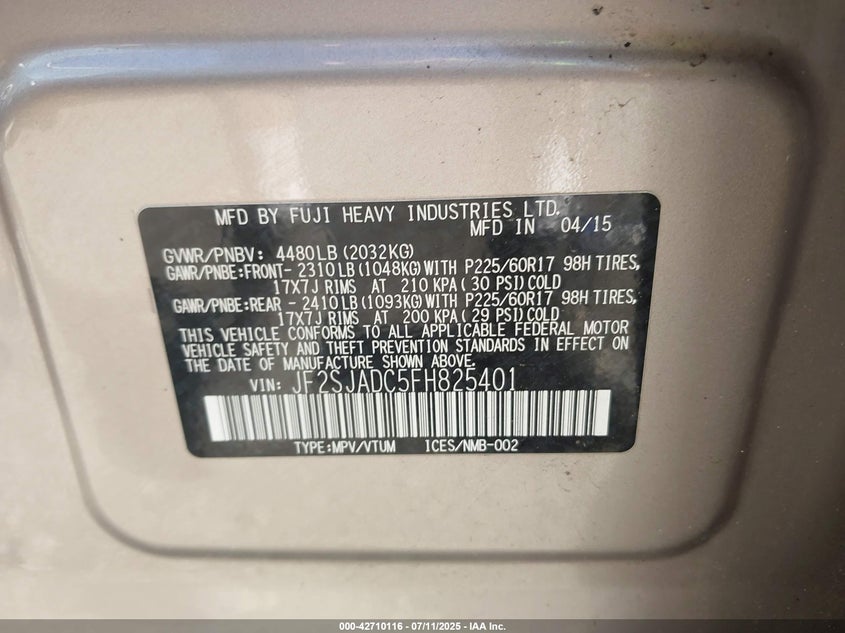 MFD BY FUJI HEAVY INDUSTRIES LTD.
MFD IN 04/15
GVWR/PNBV: 4480LB (2032KG)
GAWR/PNBE:FRONT- 2310LB (1048KG) WITH P225/60R17 98H TIRES,
17X7J RIMS AT 210 KPA ( 30 PSI) COLD
GAWR/PNBE:REAR - 2410LB (1093KG) WITH P225/60R17 98H TIRES,
17X7J RIMS AT 200 KPA ( 29 PSI) COLD
THIS VEHICLE CONFORMS TO ALL APPLICABLE FEDERAL MOTOR
VEHICLE SAFETY AND THEFT PREVENTION STANDARDS IN EFFECT ON
THE DATE OF MANUFACTURE SHOWN ABOVE.
VIN: JF2SJADC5FH825401
TYPE:MPV/VTUM ICES/NMB-002
000-42710116 - 07/11/2025 - IAA Inc.